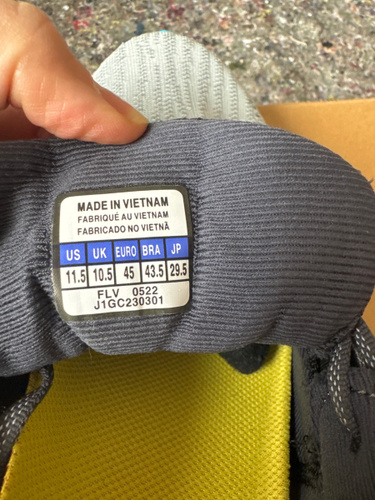 MADE IN VIETNAM
FABRIQUÉ AU VIETNAM
FABRICADO NO VIETNÃ
US UK EURO BRA JP
11.5 10.5 45 43.5 29.5
FLV 0522
J1GC230301